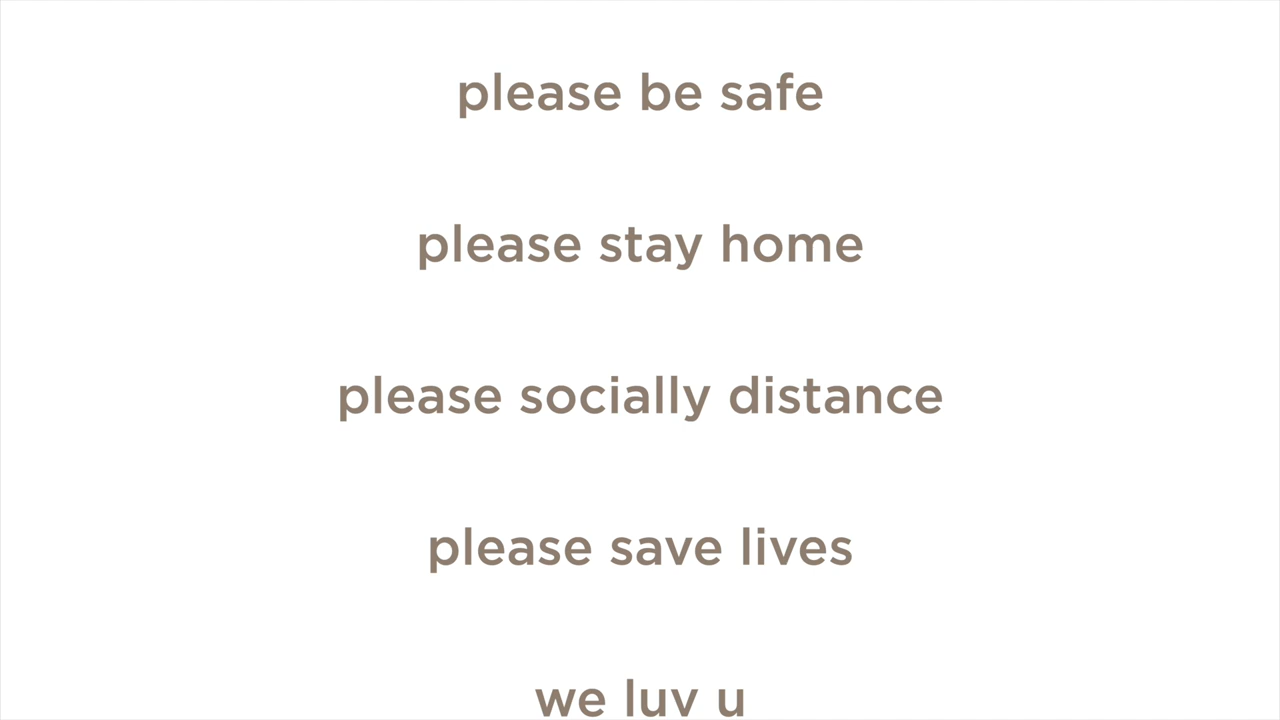 please be safe
please stay home
please socially distance
please save lives
we luv u